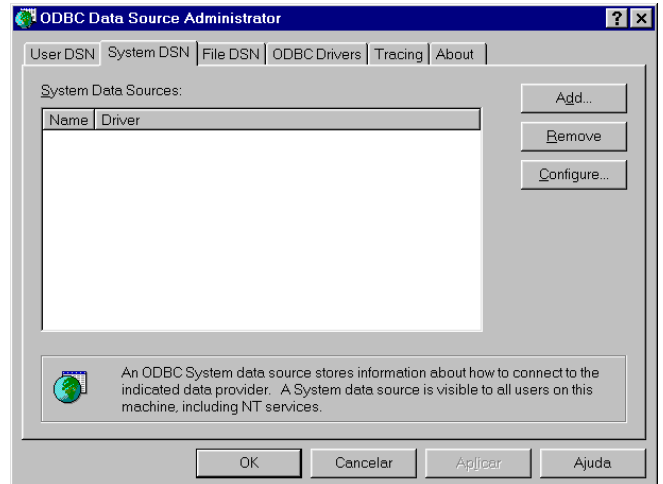 ODBC Data Source Administrator
User DSN System DSN File DSN ODBC Drivers Tracing About
System Data Sources:
Add...
Name Driver
Remove
Configure...
An ODBC System data source stores information about how to connect to the
indicated data provider. A System data source is visible to all users on this
machine, including NT services.
OK Cancelar Aplicar Ajuda